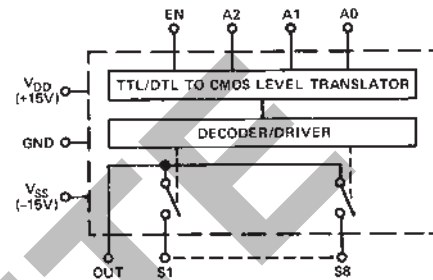 EN A2 A1 A0
VDD
(+15V)
TTL/DTL TO CMOS LEVEL TRANSLATOR
GND
DECODER/DRIVER
VSS
(−15V)
OUT S1 S8